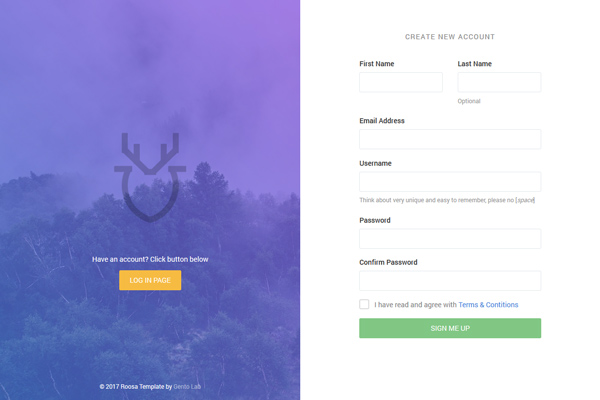 CREATE NEW ACCOUNT
First Name
Last Name
Optional
Email Address
Username
Think about very unique and easy to remember, please no [space]
Password
Confirm Password
I have read and agree with Terms & Contitions
SIGN ME UP
Have an account? Click button below
LOG IN PAGE
© 2017 Roosa Template by Gerdo Lab